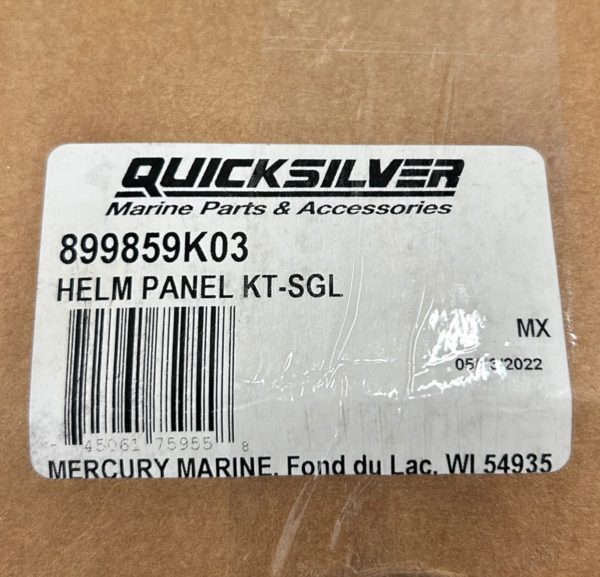 QUICKSILVER
Marine Parts & Accessories
899859K03
HELM PANEL KT-SGL
MX
45061 75955 8
MERCURY MARINE, Fond du Lac, WI 54935